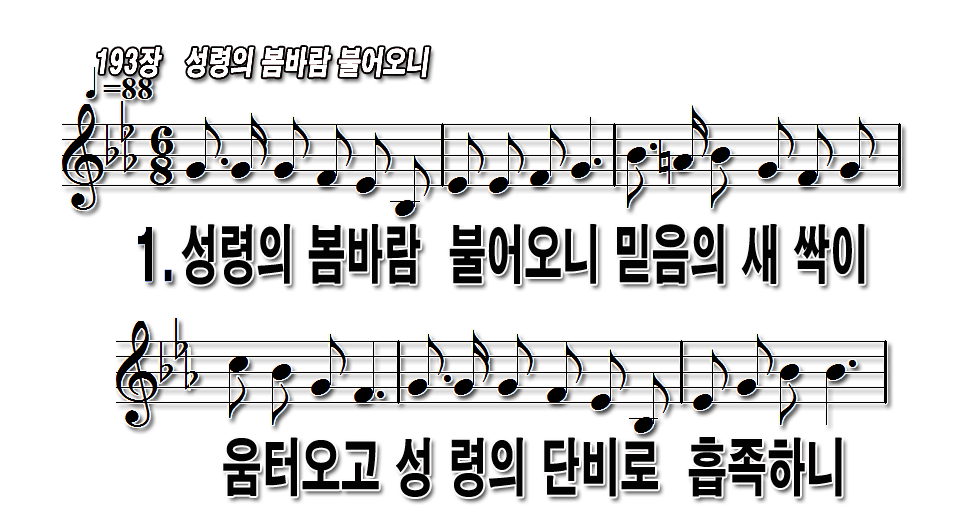 193장 성령의 봄바람 불어오니
♩=88
6
8
1. 성령의 봄바람 불어오니 믿음의 새 싹이
움터오고 성 령의 단비로 흡족하니